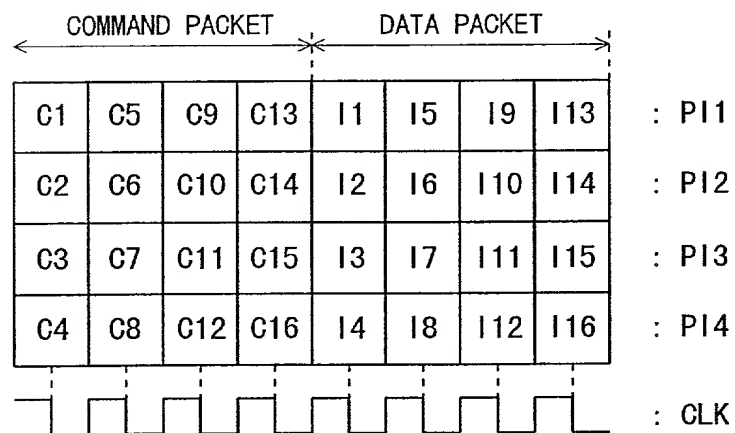 COMMAND PACKET DATA PACKET
C1 C5 C9 C13 I1 I5 I9 I13 : PI1
C2 C6 C10 C14 I2 I6 I10 I14 : PI2
C3 C7 C11 C15 I3 I7 I11 I15 : PI3
C4 C8 C12 C16 I4 I8 I12 I16 : PI4
: CLK